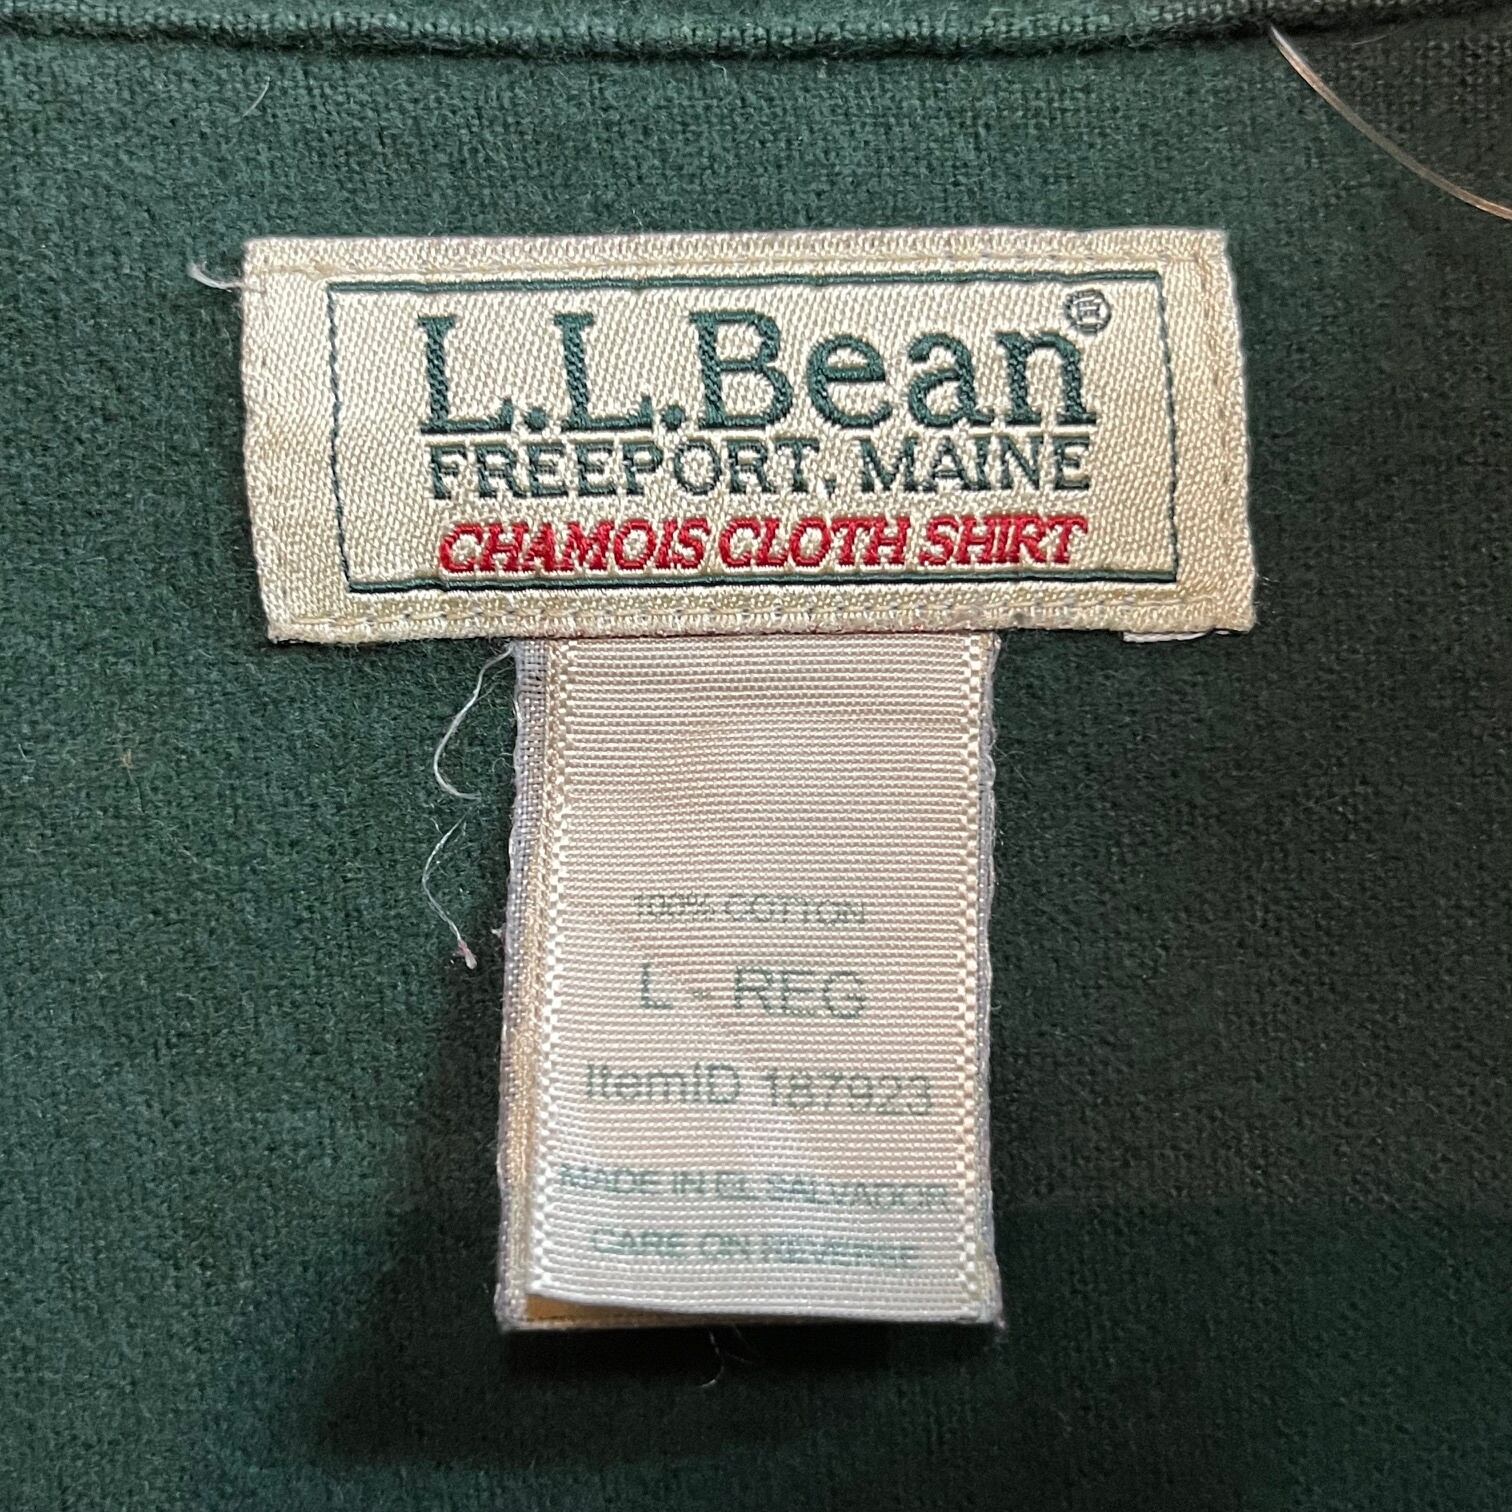 L.L.Bean®
FREEPORT, MAINE
CHAMOIS CLOTH SHIRT
100% COTTON
L - REG
ItemID 187923
MADE IN EL SALVADOR
CARE ON REVERSE